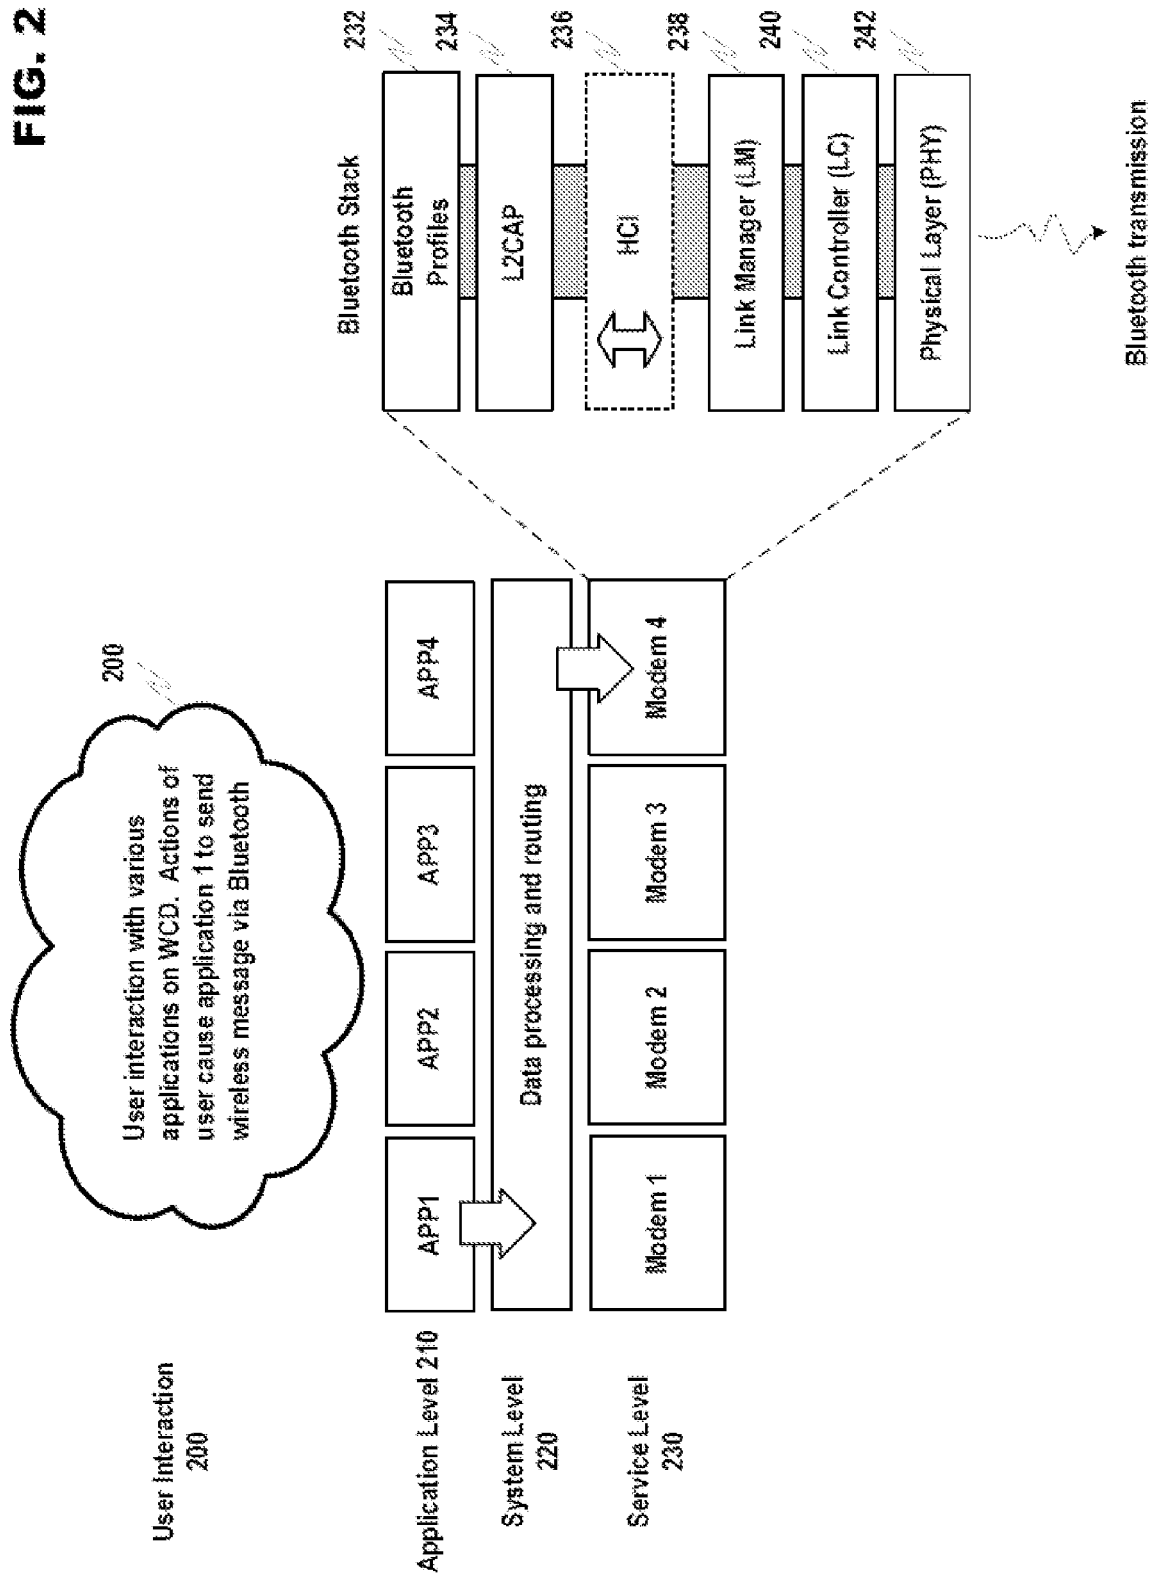 FIG. 2
User interaction with various
applications on WCD. Actions of
user cause application 1 to send
wireless message via Bluetooth
200
User Interaction
200
Application Level 210
APP1
APP2
APP3
APP4
System Level
220
Data processing and routing
Service Level
230
Modem 1
Modem 2
Modem 3
Modem 4
Bluetooth Stack
Bluetooth
Profiles
232
L2CAP
234
HCI
236
Link Manager (LM)
238
Link Controller (LC)
240
Physical Layer (PHY)
242
Bluetooth transmission